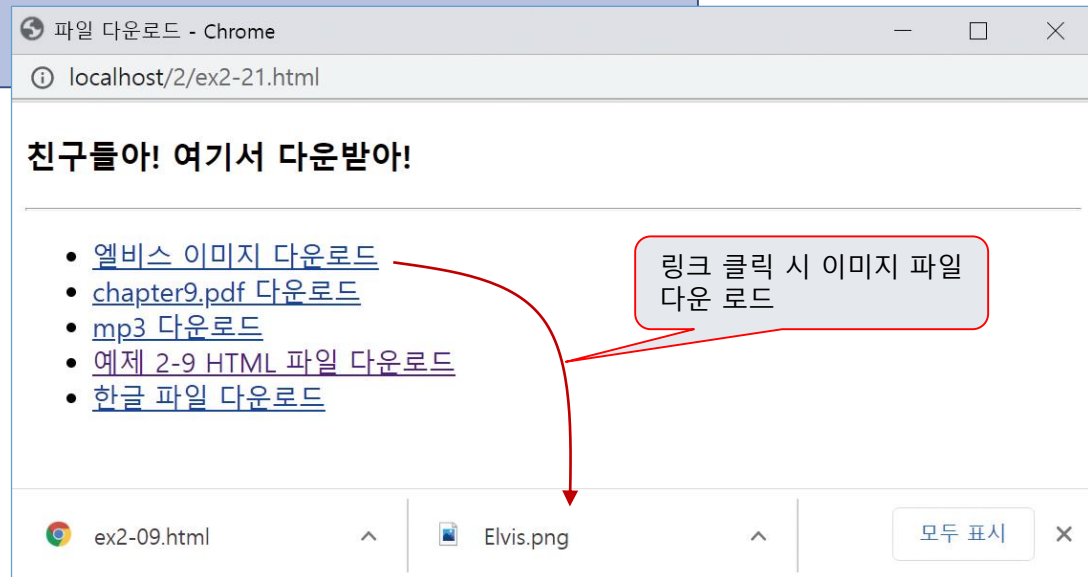 파일 다운로드 - Chrome
localhost/2/ex2-21.html
친구들아! 여기서 다운받아!
엘비스 이미지 다운로드
chapter9.pdf 다운로드
mp3 다운로드
예제 2-9 HTML 파일 다운로드
한글 파일 다운로드
링크 클릭 시 이미지 파일
다운 로드
ex2-09.html
Elvis.png
모두 표시